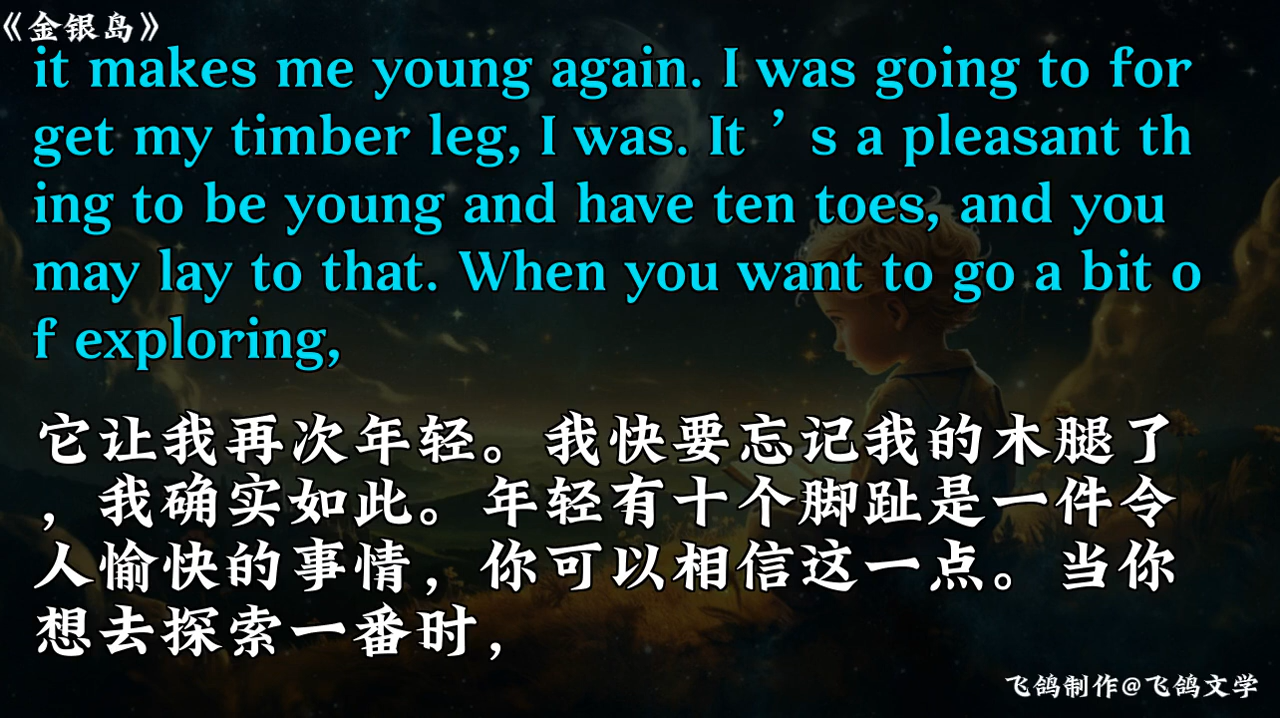 《金银岛》
it makes me young again. I was going to for
get my timber leg, I was. It ’ s a pleasant th
ing to be young and have ten toes, and you
may lay to that. When you want to go a bit o
f exploring,
它让我再次年轻。我快要忘记我的木腿了
，我确实如此。年轻有十个脚趾是一件令
人愉快的事情，你可以相信这一点。当你
想去探索一番时，
飞鸽制作@飞鸽文学